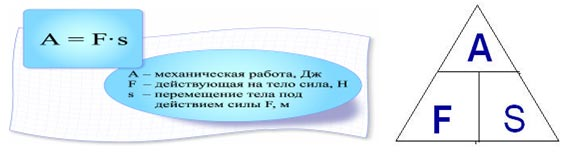 A = F·s
A – механическая работа, Дж
F – действующая на тело сила, Н
s – перемещение тела под
действием силы F, м
A
F S